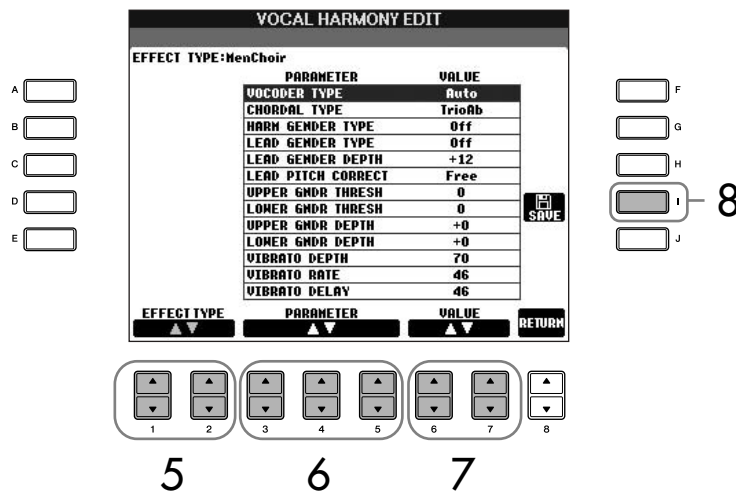 VOCAL HARMONY EDIT
EFFECT TYPE:MenChoir
PARAMETER VALUE
VOCODER TYPE Auto
CHORDAL TYPE TrioAb
HARM GENDER TYPE Off
LEAD GENDER TYPE Off
LEAD GENDER DEPTH +12
LEAD PITCH CORRECT Free
UPPER GNDR THRESH 0
LOWER GNDR THRESH 0
UPPER GNDR DEPTH +0
LOWER GNDR DEPTH +0
VIBRATO DEPTH 70
VIBRATO RATE 46
VIBRATO DELAY 46
SAVE
EFFECT TYPE PARAMETER VALUE RETURN
A
B
C
D
E
F
G
H
I
J
8
1 2 3 4 5 6 7 8
5 6 7